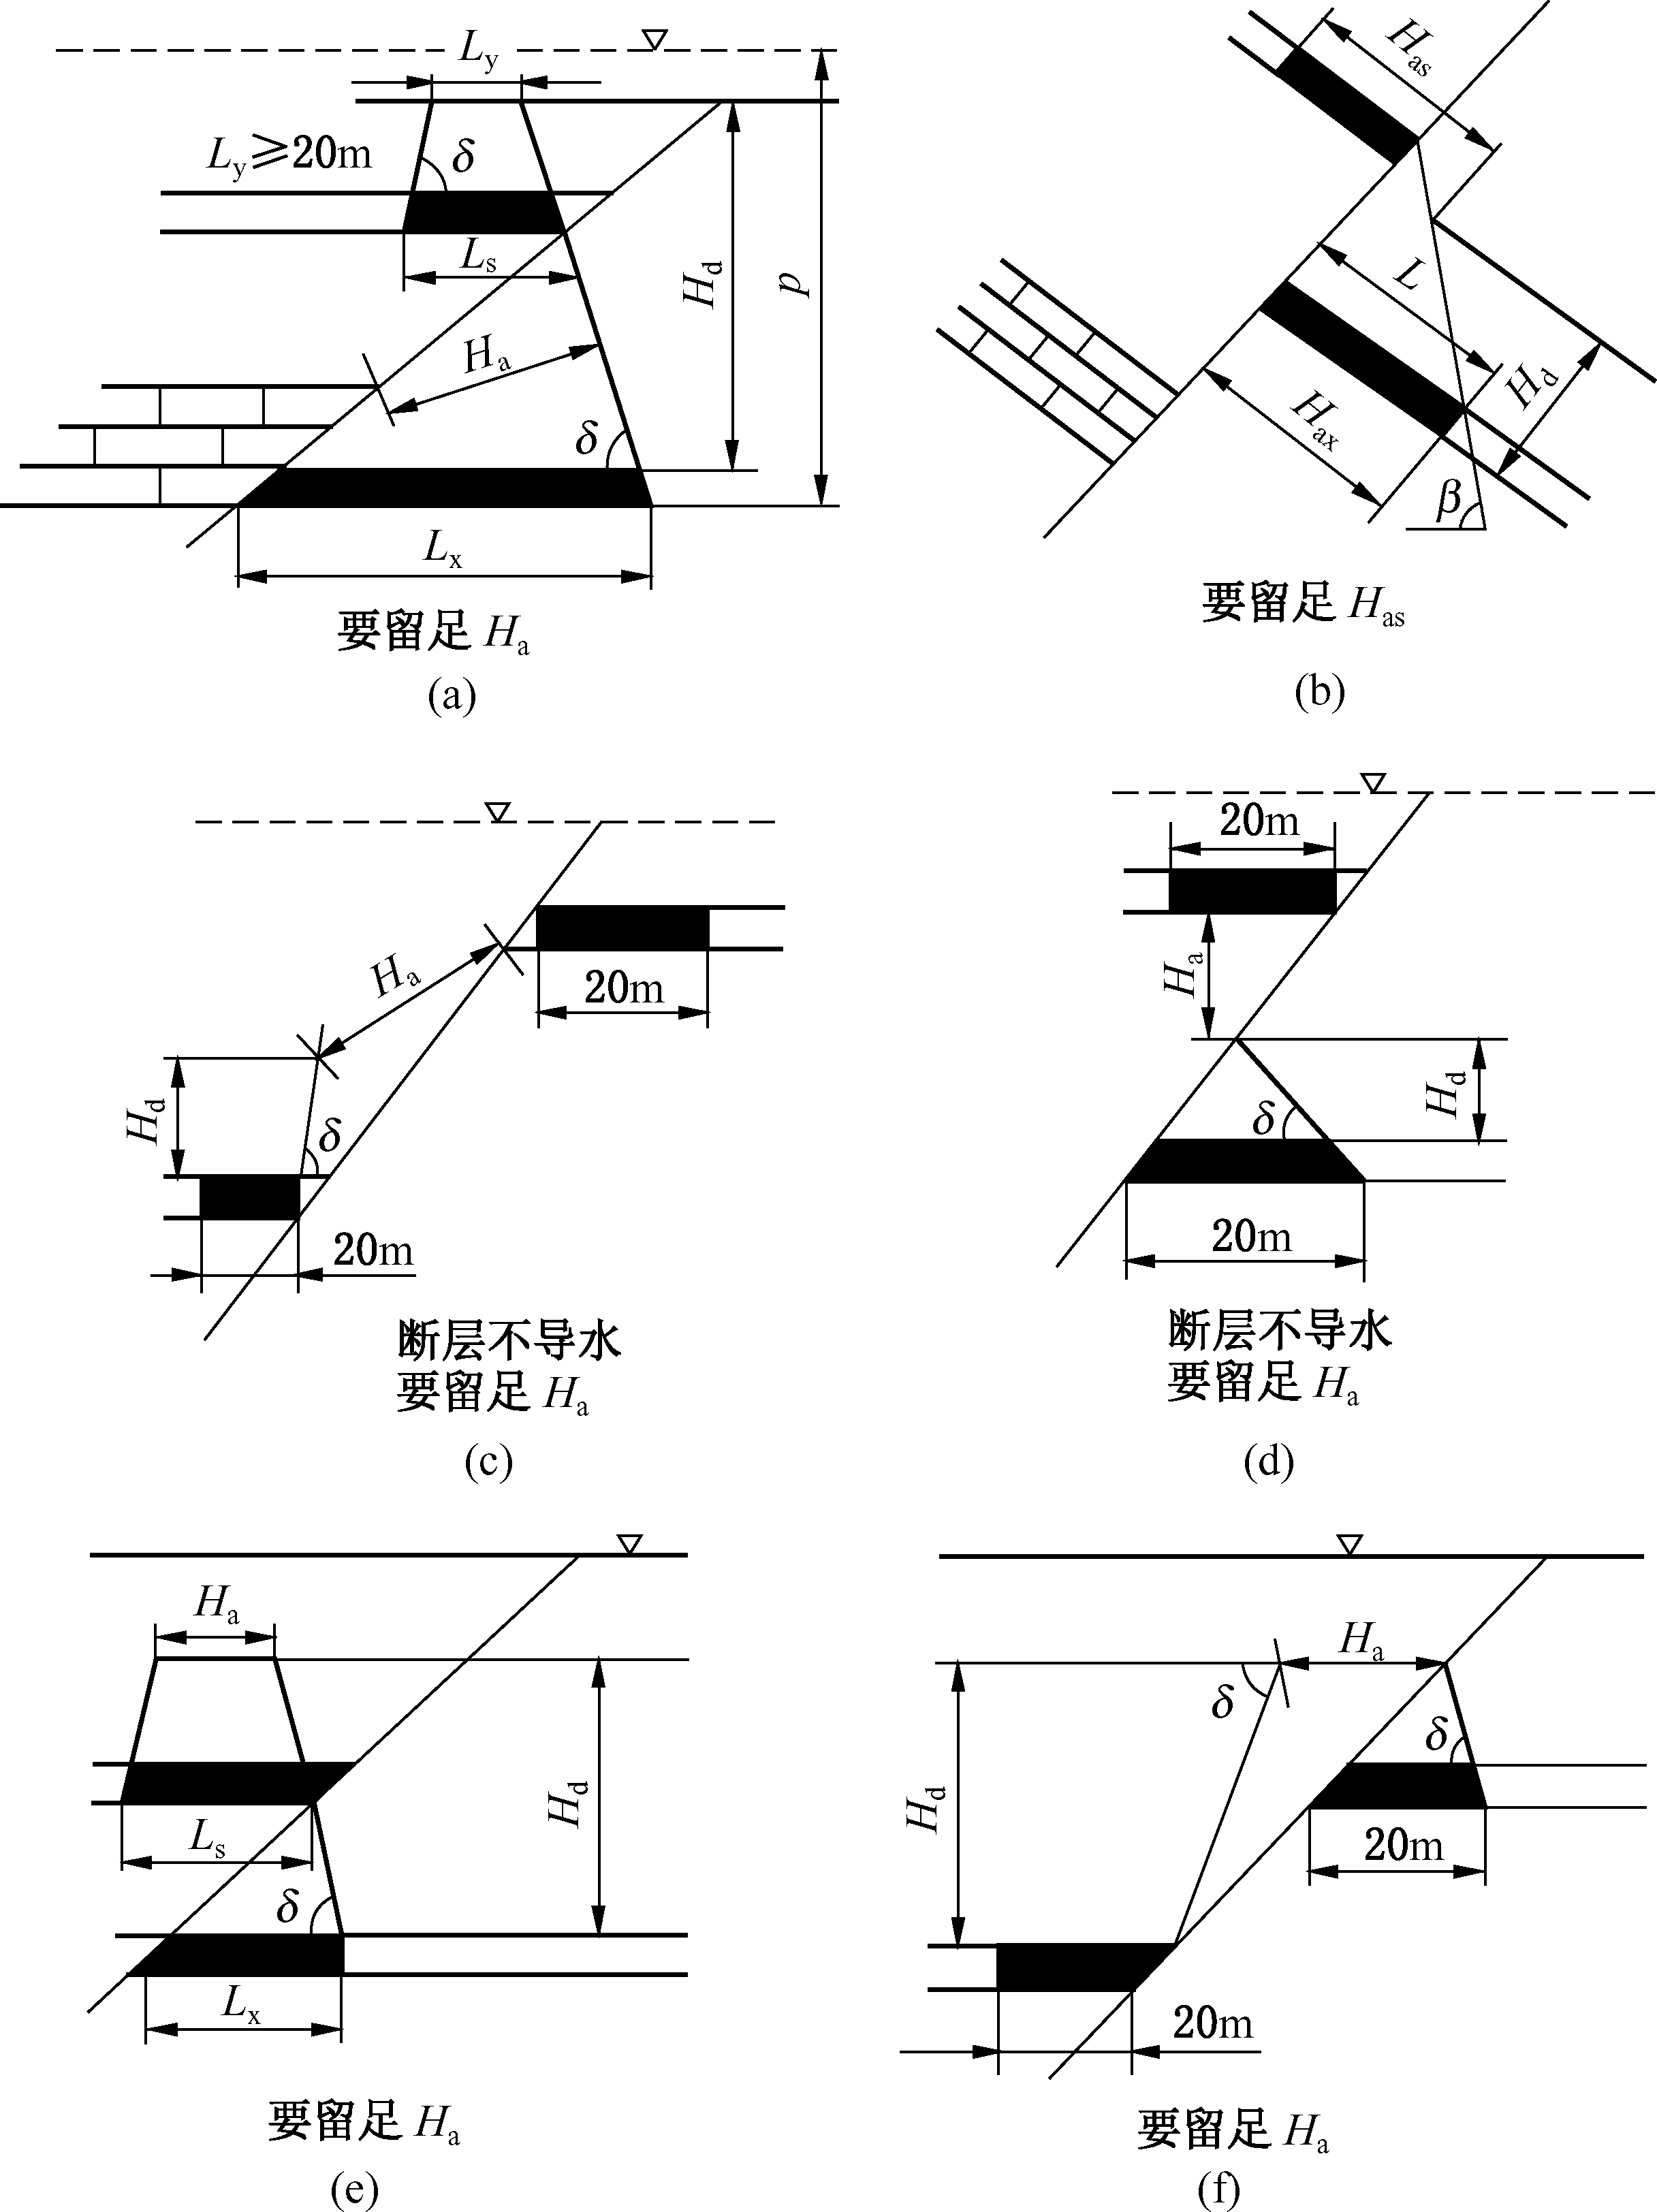 Ly
Ly≥20m
δ
Ls
Hd
p
Ha
δ
Lx
要留足 Ha
(a)
Has
L
Hax
Hd
β
要留足 Has
(b)
Ha
20m
Hd
δ
20m
断层不导水
要留足 Ha
(c)
20m
Ha
Hd
δ
20m
断层不导水
要留足 Ha
(d)
Ha
Hd
Ls
δ
Lx
要留足 Ha
(e)
Ha
δ
δ
Hd
20m
20m
要留足 Ha
(f)